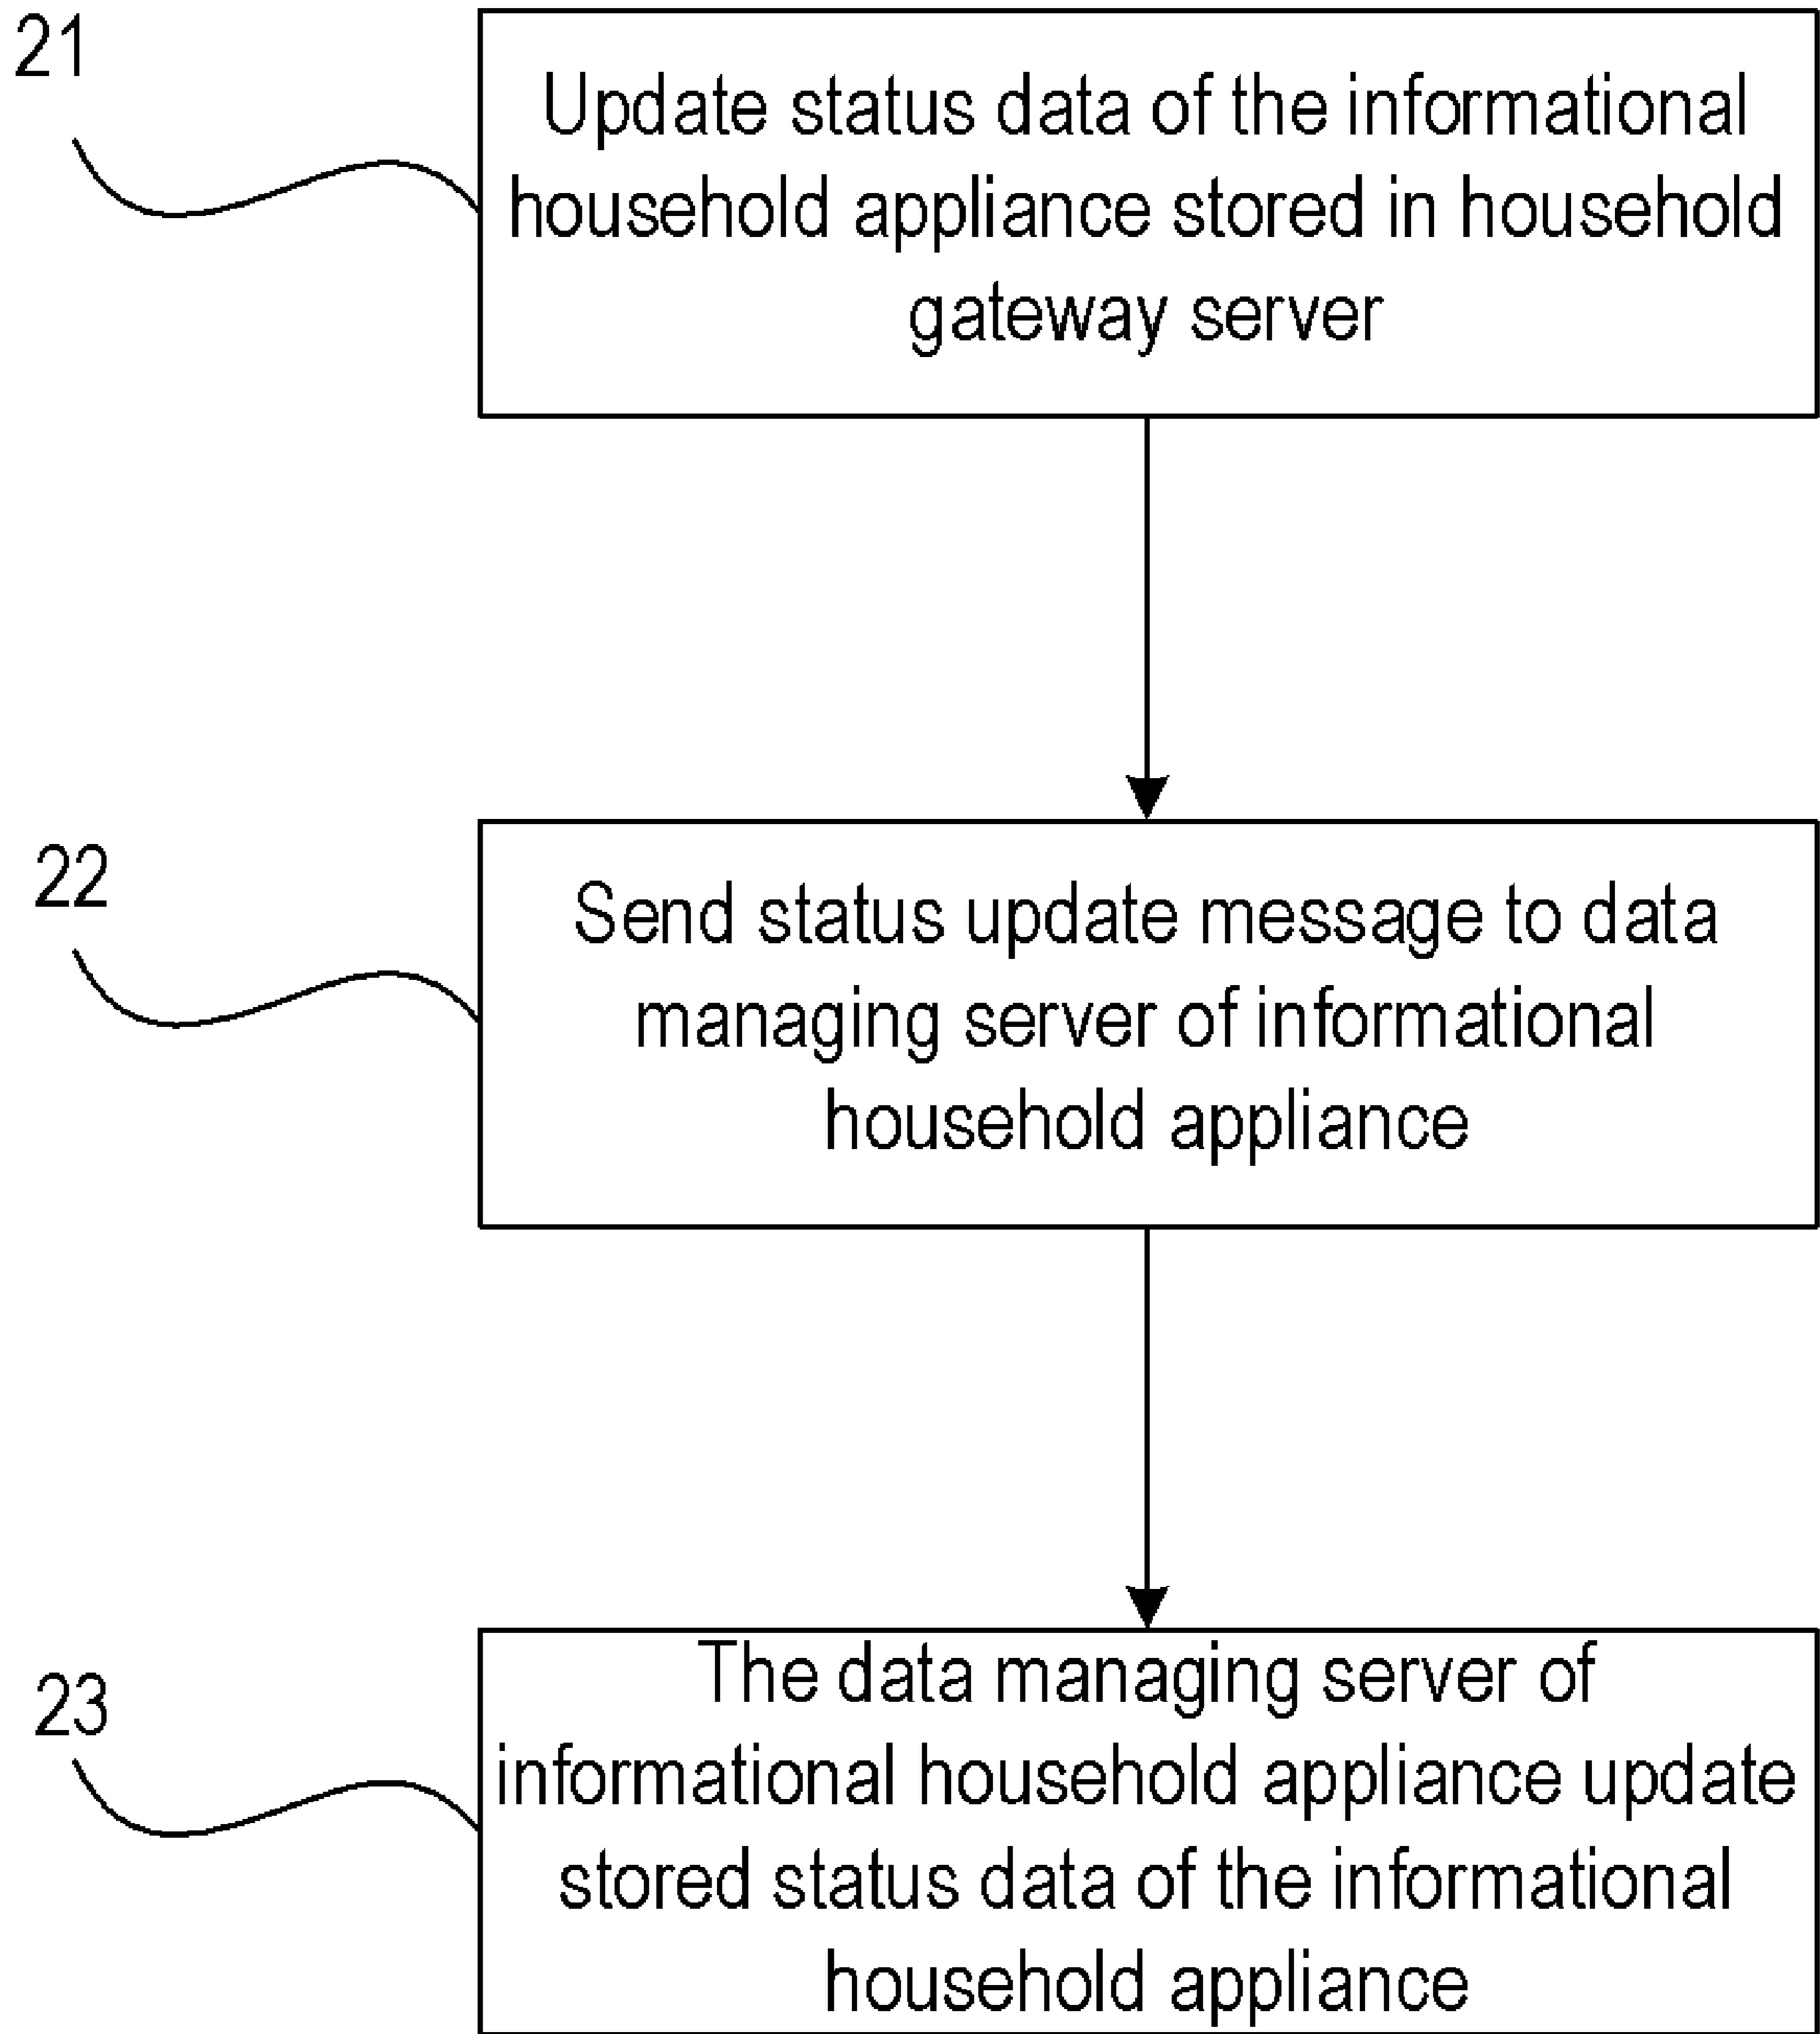 21
Update status data of the informational
household appliance stored in household
gateway server
22
Send status update message to data
managing server of informational
household appliance
23
The data managing server of
informational household appliance update
stored status data of the informational
household appliance